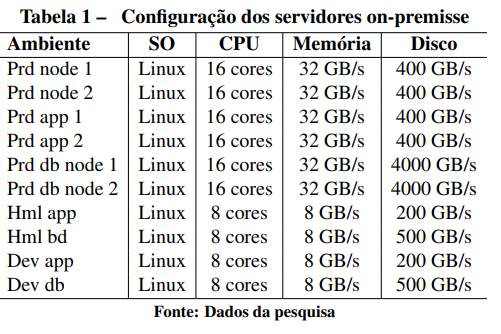 Tabela 1 – Configuração dos servidores on-premisse
Ambiente SO CPU Memória Disco
Prd node 1 Linux 16 cores 32 GB/s 400 GB/s
Prd node 2 Linux 16 cores 32 GB/s 400 GB/s
Prd app 1 Linux 16 cores 32 GB/s 400 GB/s
Prd app 2 Linux 16 cores 32 GB/s 400 GB/s
Prd db node 1 Linux 16 cores 32 GB/s 4000 GB/s
Prd db node 2 Linux 16 cores 32 GB/s 4000 GB/s
Hml app Linux 8 cores 8 GB/s 200 GB/s
Hml bd Linux 8 cores 8 GB/s 500 GB/s
Dev app Linux 8 cores 8 GB/s 200 GB/s
Dev db Linux 8 cores 8 GB/s 500 GB/s
Fonte: Dados da pesquisa